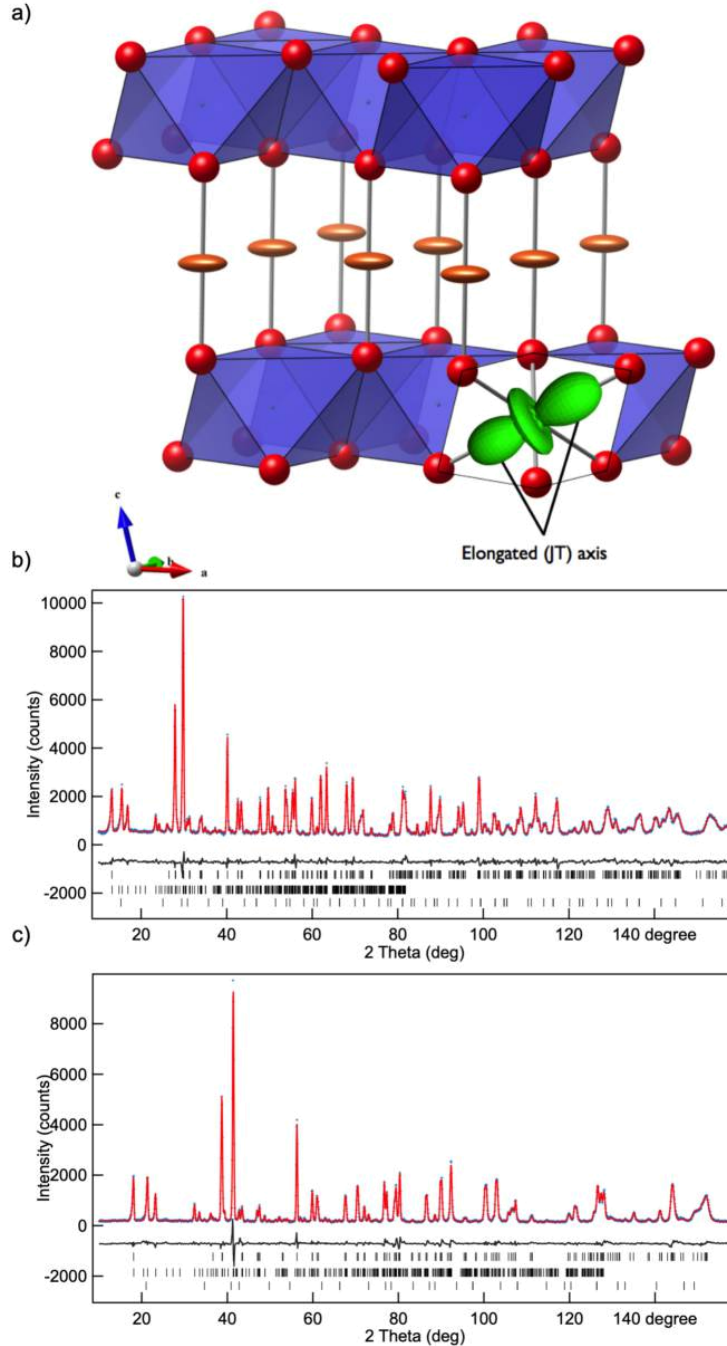 a)
c
b
a
Elongated (JT) axis
b)
10000
8000
6000
4000
2000
0
-2000
Intensity (counts)
20 40 60 80 100 120 140 degree
2 Theta (deg)
c)
8000
6000
4000
2000
0
-2000
Intensity (counts)
20 40 60 80 100 120 140 degree
2 Theta (deg)